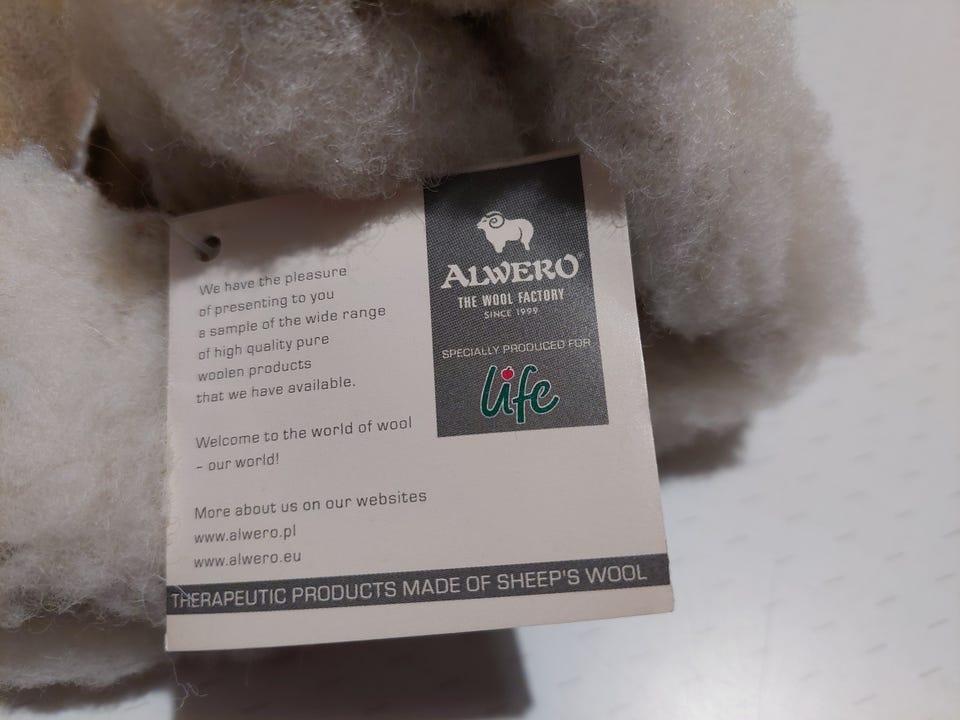 We have the pleasure
of presenting to you
a sample of the wide range
of high quality pure
woolen products
that we have available.
Welcome to the world of wool
– our world!
More about us on our websites
www.alwero.pl
www.alwero.eu
ALWERO
THE WOOL FACTORY
SINCE 1999
SPECIALLY PRODUCED FOR
life
THERAPEUTIC PRODUCTS MADE OF SHEEP'S WOOL